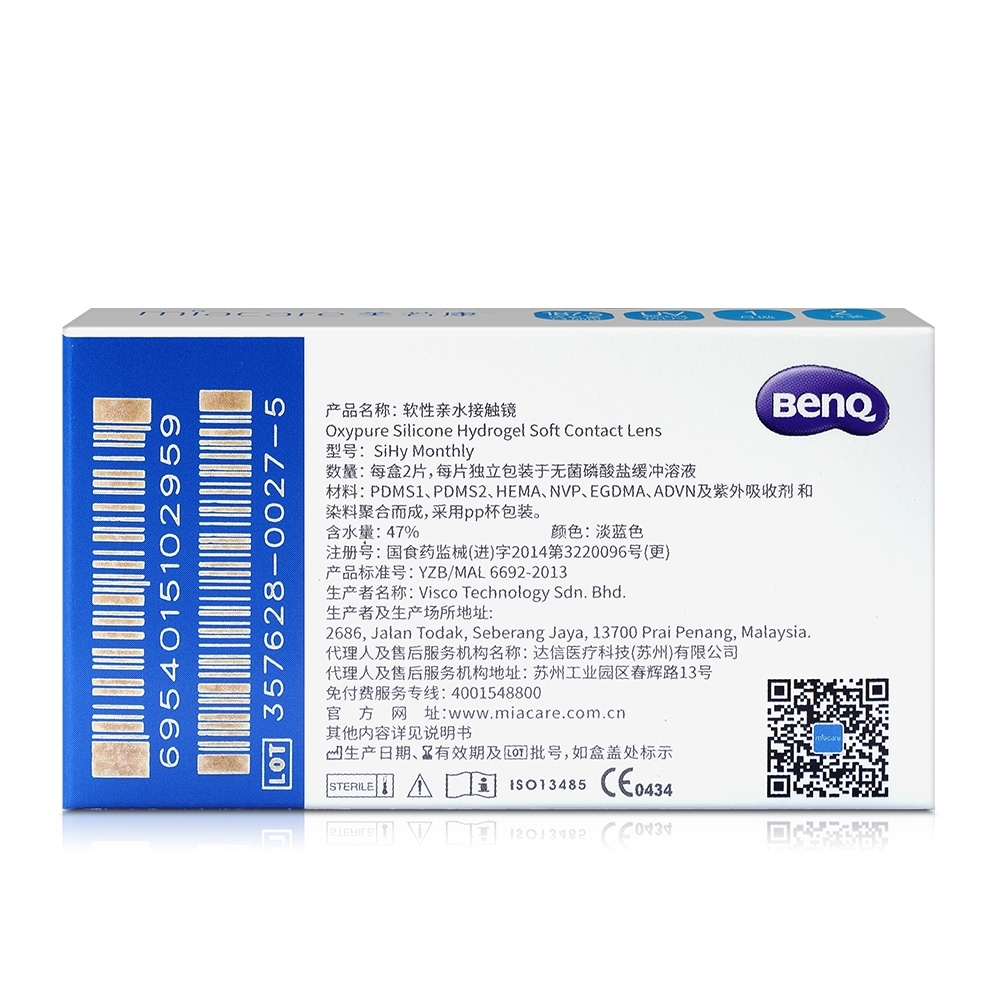 miacare
BenQ
产品名称：软性亲水接触镜
Oxypure Silicone Hydrogel Soft Contact Lens
型号：SiHy Monthly
数量：每盒2片，每片独立包装于无菌磷酸盐缓冲溶液
材料：PDMS1、PDMS2、HEMA、NVP、EGDMA、ADVN及紫外吸收剂 和
染料聚合而成，采用pp杯包装。
含水量：47% 颜色：淡蓝色
注册号：国食药监械(进)字2014第3220096号(更)
产品标准号：YZB/MAL 6692-2013
生产者名称：Visco Technology Sdn. Bhd.
生产者及生产场所地址：
2686, Jalan Todak, Seberang Jaya, 13700 Prai Penang, Malaysia.
代理人及售后服务机构名称：达信医疗科技(苏州)有限公司
代理人及售后服务机构地址：苏州工业园区春辉路13号
免付费服务专线：4001548800
官 方 网 址:www.miacare.com.cn
其他内容详见说明书
生产日期、有效期及LOT批号，如盒盖处标示
STERILE ISO13485 CE0434
miacare
6954015102959
LOT 357628-0027-5